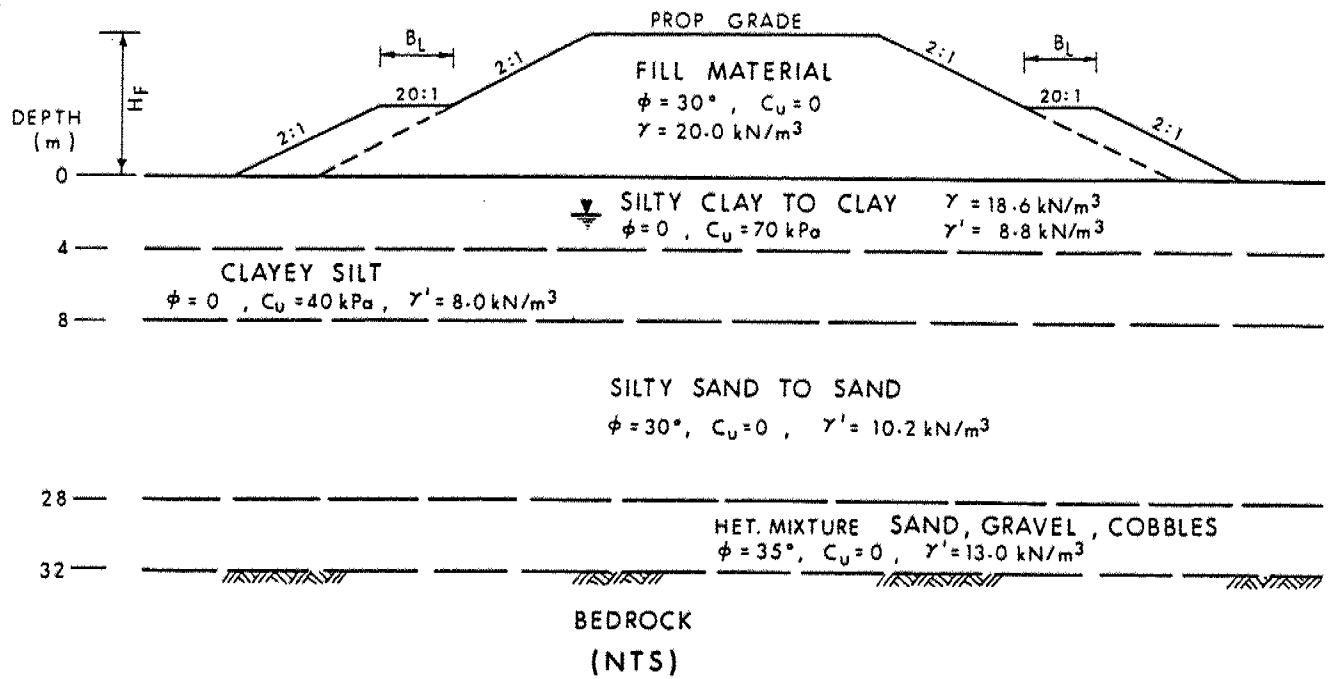 PROP GRADE
B_L
2:1
2:1
B_L
H_F
FILL MATERIAL
20:1
ϕ = 30° , C_U = 0
20:1
DEPTH
(m)
2:1
γ = 20.0 kN/m³
2:1
0
SILTY CLAY TO CLAY γ = 18.6 kN/m³
ϕ = 0 , C_U = 70 kPa γ' = 8.8 kN/m³
4
CLAYEY SILT
ϕ = 0 , C_U = 40 kPa , γ' = 8.0 kN/m³
8
SILTY SAND TO SAND
ϕ = 30°, C_U = 0 , γ' = 10.2 kN/m³
28
HET. MIXTURE SAND, GRAVEL , COBBLES
ϕ = 35°, C_U = 0 , γ' = 13.0 kN/m³
32
BEDROCK
(NTS)